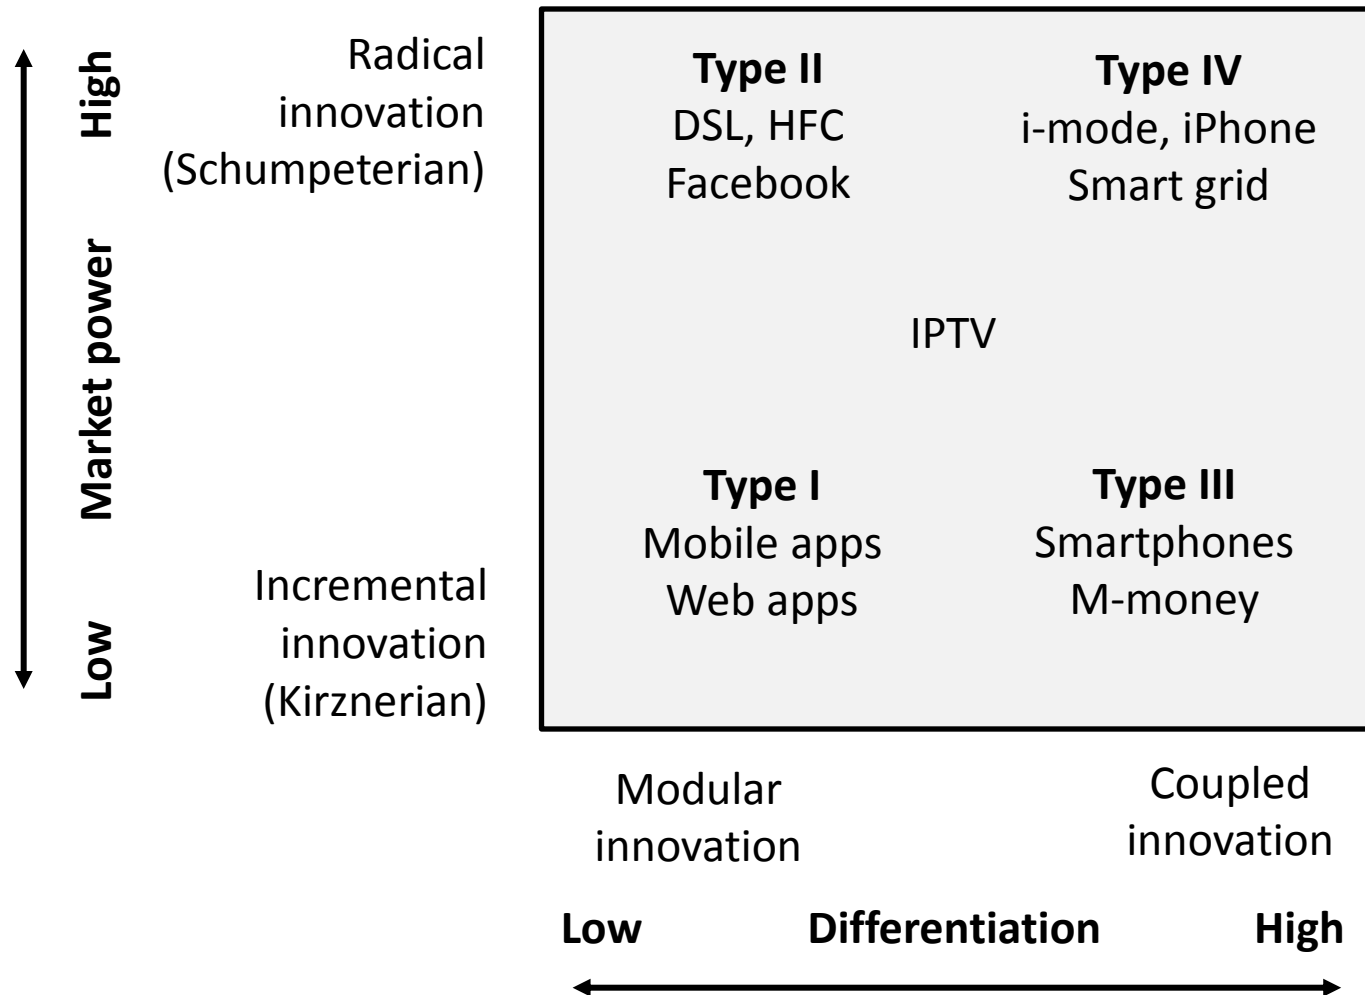 High
Market power
Low
Radical
innovation
(Schumpeterian)
Incremental
innovation
(Kirznerian)
Type II
DSL, HFC
Facebook
Type IV
i-mode, iPhone
Smart grid
IPTV
Type I
Mobile apps
Web apps
Type III
Smartphones
M-money
Modular
innovation
Coupled
innovation
Low
Differentiation
High